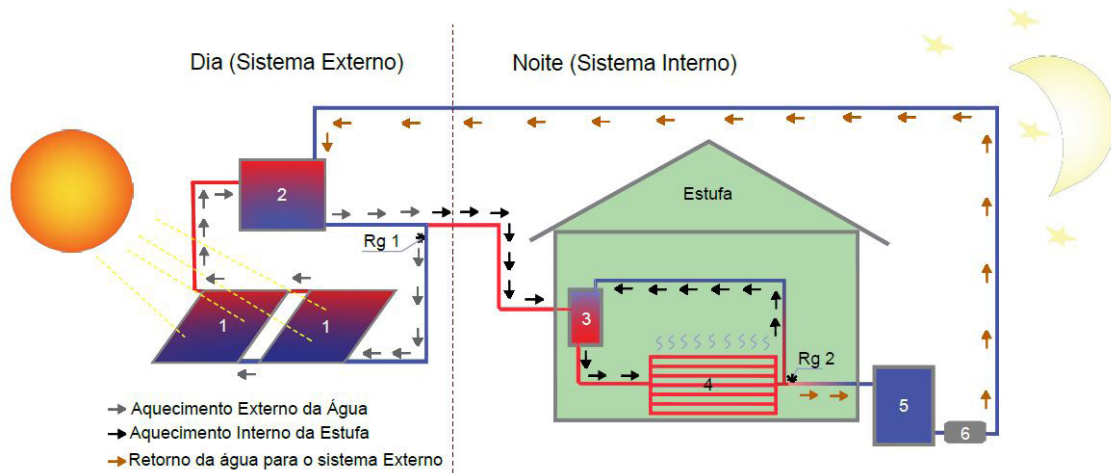 Dia (Sistema Externo)
Noite (Sistema Interno)
2
Estufa
Rg 1
3
1
1
Rg 2
4
5
6
Aquecimento Externo da Água
Aquecimento Interno da Estufa
Retorno da água para o sistema Externo